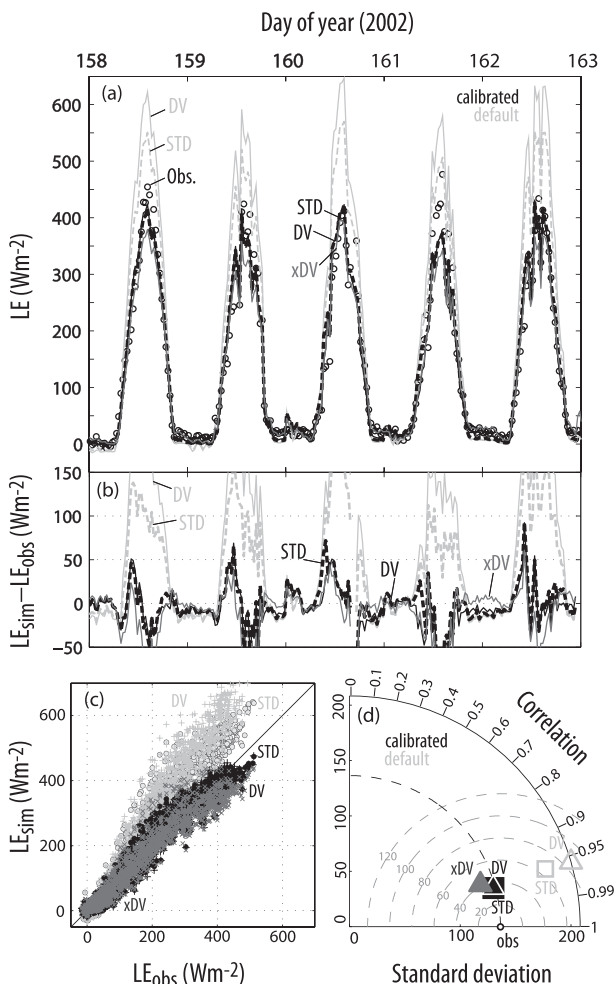 Day of year (2002)
158 159 160 161 162 163
(a)
calibrated
default
DV
STD
Obs.
STD
DV
xDV
LE (Wm-2)
600
500
400
300
200
100
0
(b)
DV
STD
STD
DV
xDV
LEsim−LEobs (Wm-2)
150
100
50
0
−50
(c)
DV
STD
STD
DV
xDV
LEsim (Wm-2)
600
400
200
0
0 200 400 600
LEobs (Wm-2)
(d)
calibrated
default
Correlation
0 0.1 0.2 0.3 0.4 0.5 0.6 0.7 0.8 0.9 0.95 0.99 1
200
150
100
50
0
120 100 80 60 40 20
DV
STD
xDV
DV
STD
obs
100 200
Standard deviation